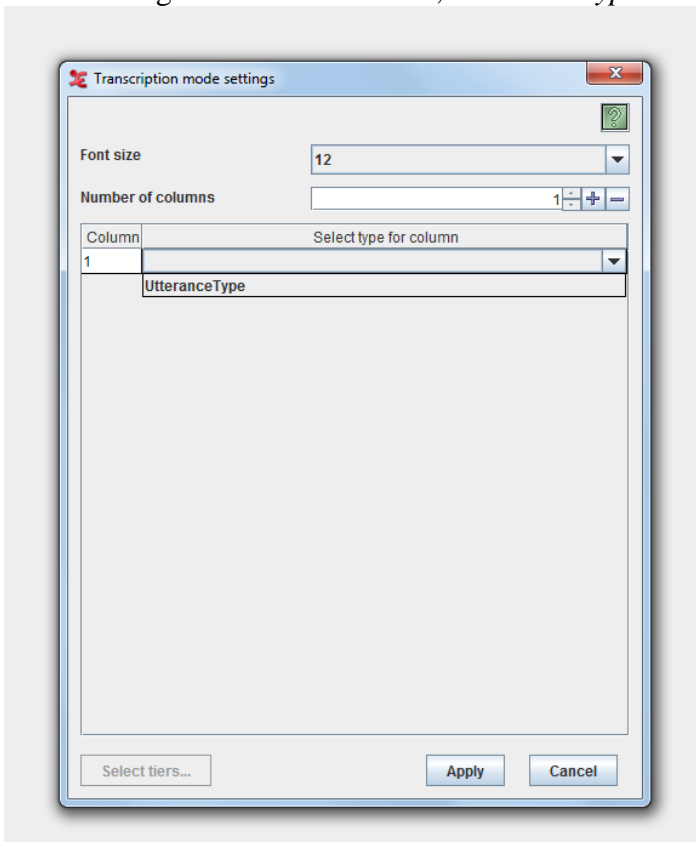 Transcription mode settings
x
?
Font size
12
Number of columns
1
Column Select type for column
1
UtteranceType
Select tiers... Apply Cancel